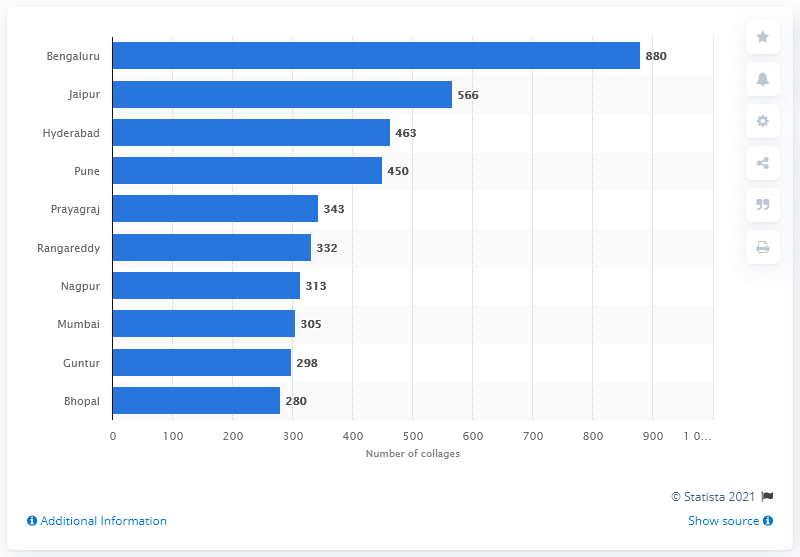 Bengaluru 880
Jaipur 566
Hyderabad 463
Pune 450
Prayagraj 343
Rangareddy 332
Nagpur 313
Mumbai 305
Guntur 298
Bhopal 280
0 100 200 300 400 500 600 700 800 900 1 0...
Number of collages
© Statista 2021
Additional Information Show source